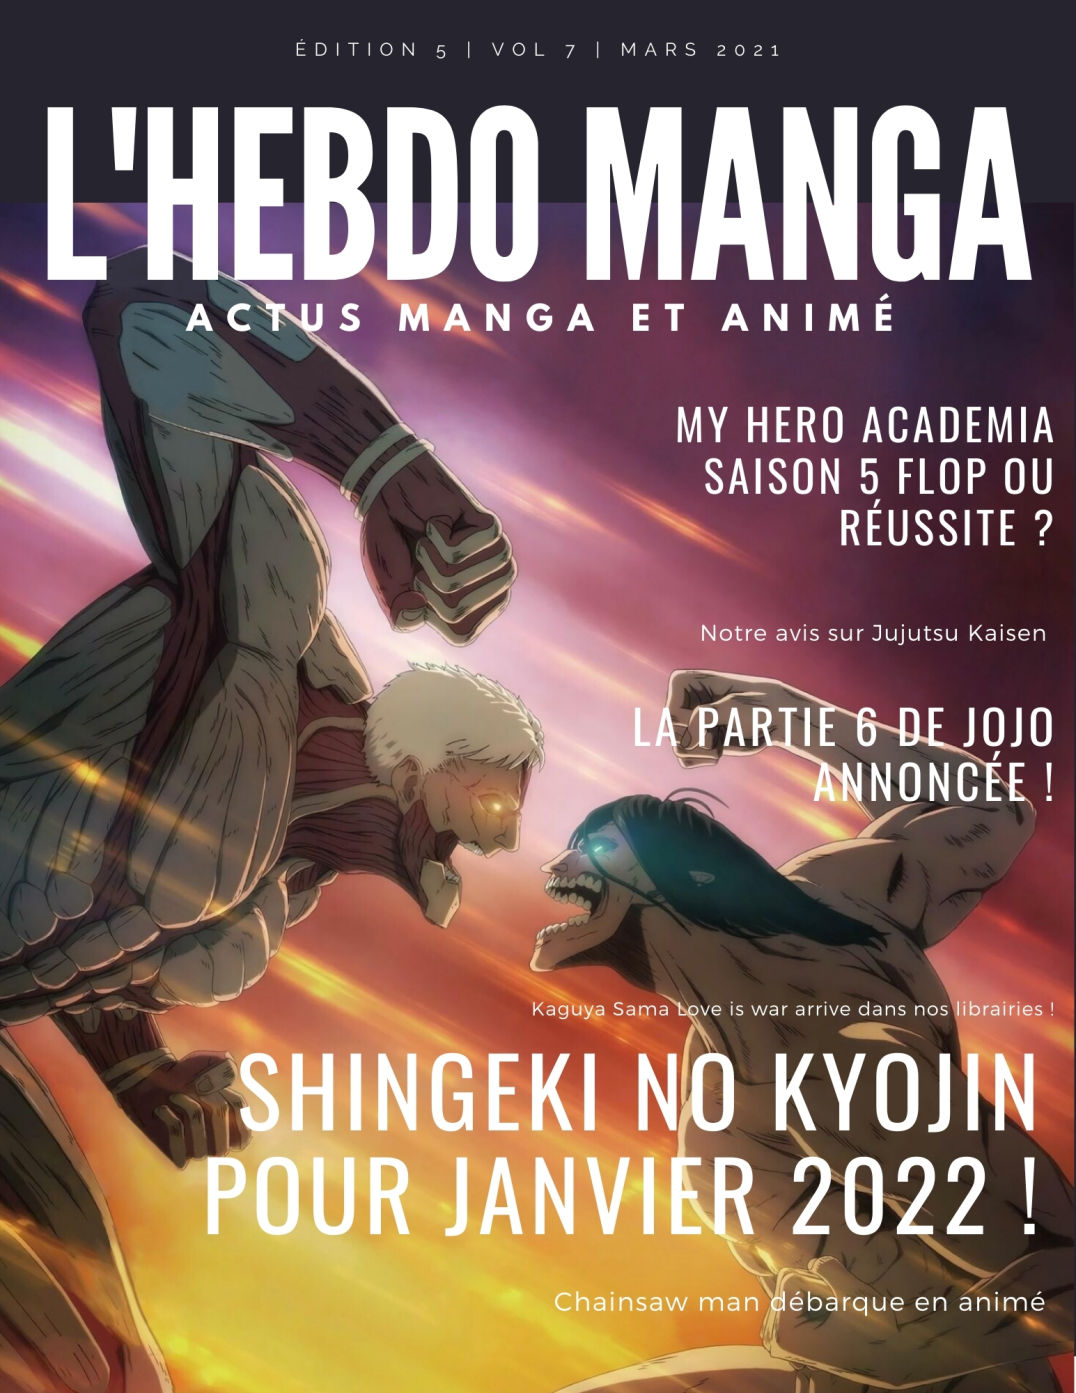 ÉDITION 5 | VOL 7 | MARS 2021
L'HEBDO MANGA
ACTUS MANGA ET ANIMÉ
MY HERO ACADEMIA
SAISON 5 FLOP OU
RÉUSSITE ?
Notre avis sur Jujutsu Kaisen
LA PARTIE 6 DE JOJO
ANNONCÉE !
Kaguya Sama Love is war arrive dans nos librairies !
SHINGEKI NO KYOJIN
POUR JANVIER 2022 !
Chainsaw man débarque en animé